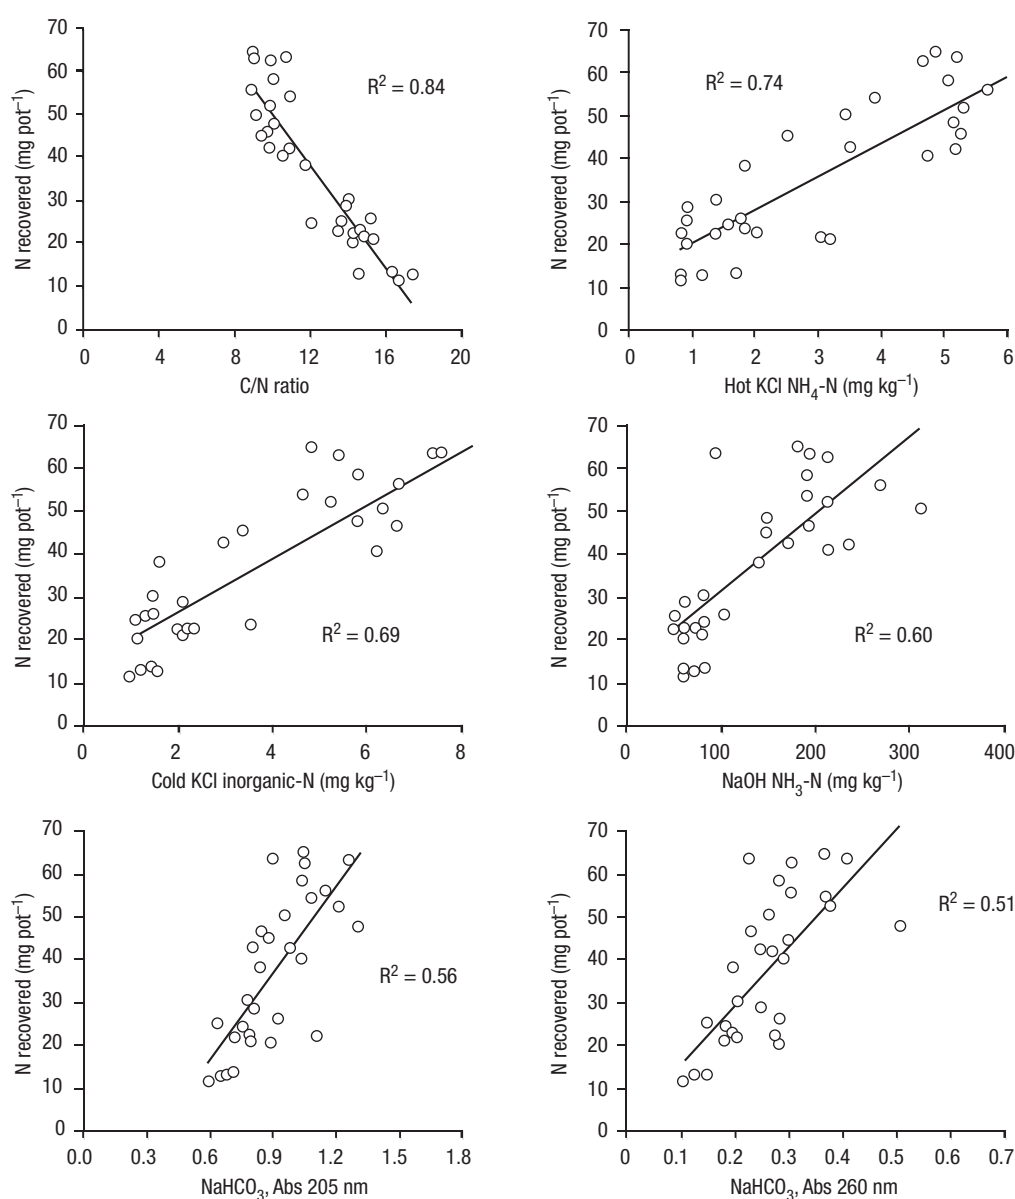 70
60
50
40
30
20
10
0
N recovered (mg pot⁻¹)
R² = 0.84
0 4 8 12 16 20
C/N ratio
70
60
50
40
30
20
10
0
N recovered (mg pot⁻¹)
R² = 0.74
0 1 2 3 4 5 6
Hot KCl NH₄-N (mg kg⁻¹)
70
60
50
40
30
20
10
0
N recovered (mg pot⁻¹)
R² = 0.69
0 2 4 6 8
Cold KCl inorganic-N (mg kg⁻¹)
70
60
50
40
30
20
10
0
N recovered (mg pot⁻¹)
R² = 0.60
0 100 200 300 400
NaOH NH₃-N (mg kg⁻¹)
70
60
50
40
30
20
10
0
N recovered (mg pot⁻¹)
R² = 0.56
0.0 0.3 0.6 0.9 1.2 1.5 1.8
NaHCO₃, Abs 205 nm
70
60
50
40
30
20
10
0
N recovered (mg pot⁻¹)
R² = 0.51
0 0.1 0.2 0.3 0.4 0.5 0.6 0.7
NaHCO₃, Abs 260 nm